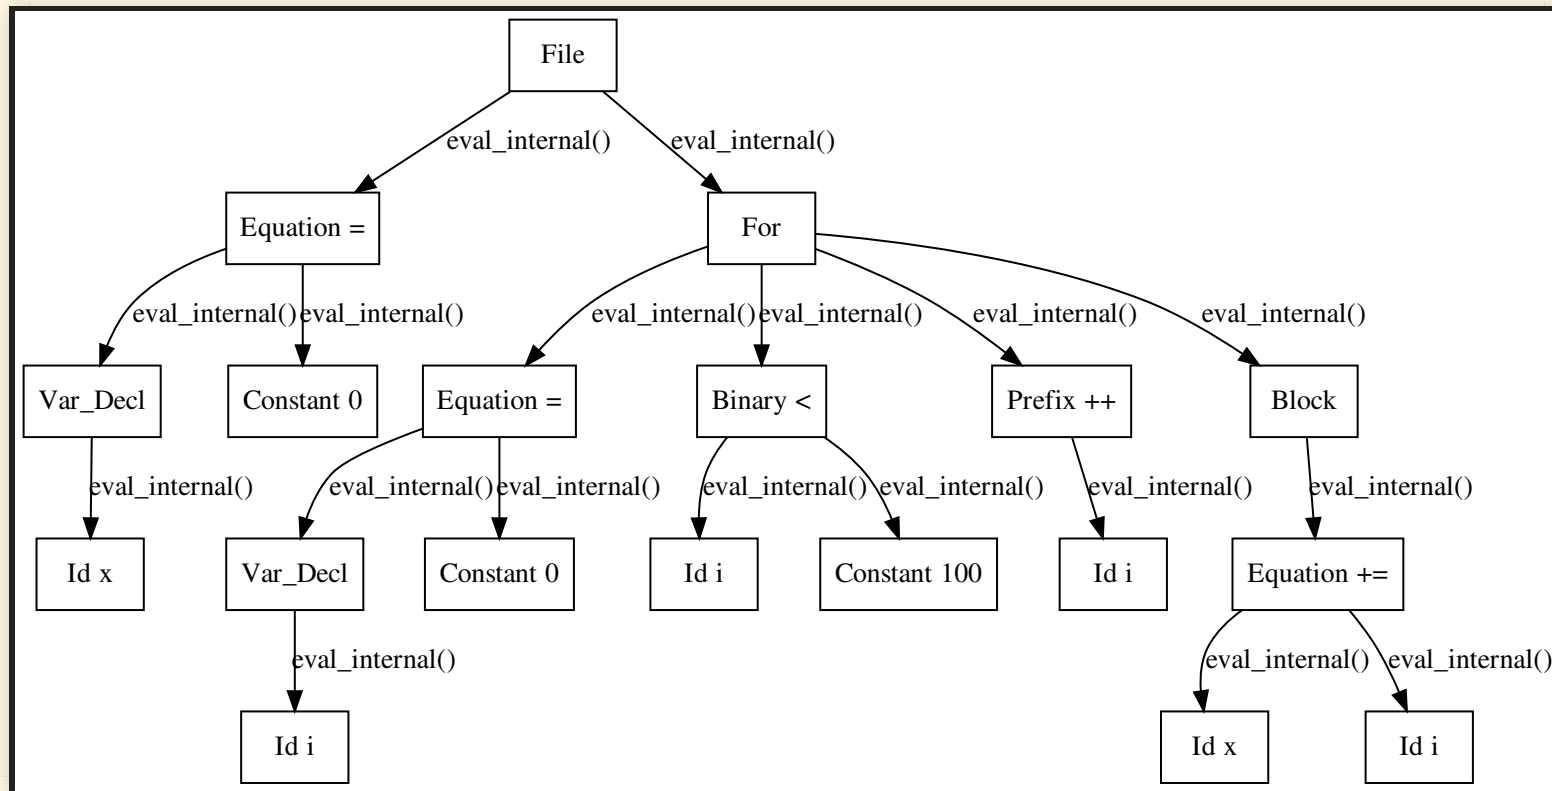 File
eval_internal() eval_internal()
Equation = For
eval_internal() eval_internal() eval_internal() eval_internal() eval_internal() eval_internal()
Var_Decl Constant 0 Equation = Binary < Prefix ++ Block
eval_internal() eval_internal() eval_internal() eval_internal() eval_internal() eval_internal() eval_internal()
Id x Var_Decl Constant 0 Id i Constant 100 Id i Equation +=
eval_internal() eval_internal() eval_internal()
Id i Id x Id i